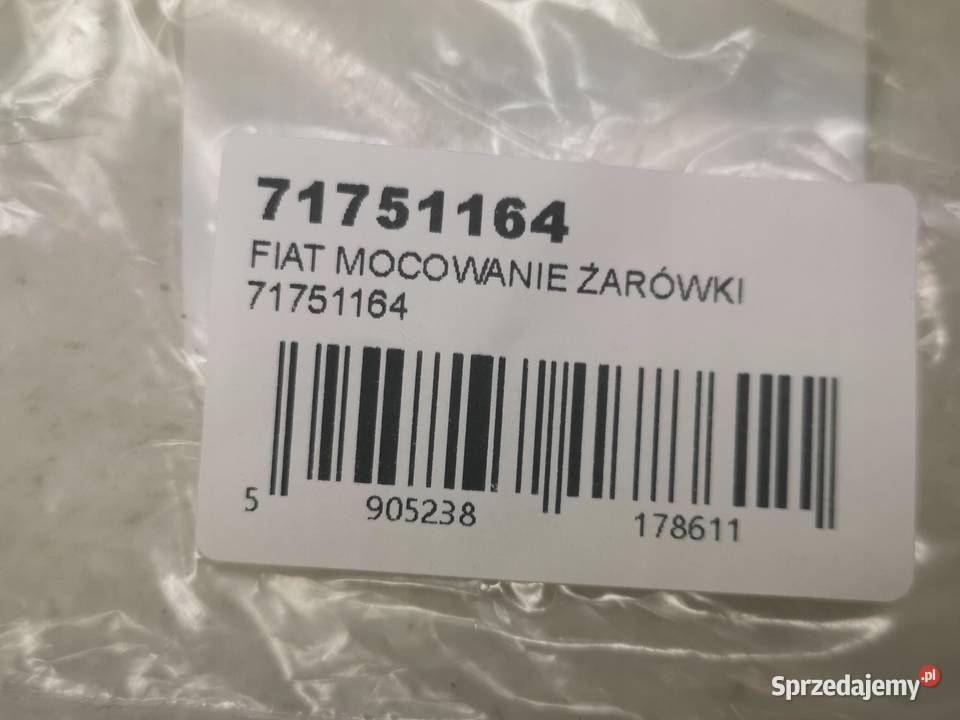 71751164
FIAT MOCOWANIE ŻARÓWKI
71751164
5 905238 178611
Sprzedajemy.pl